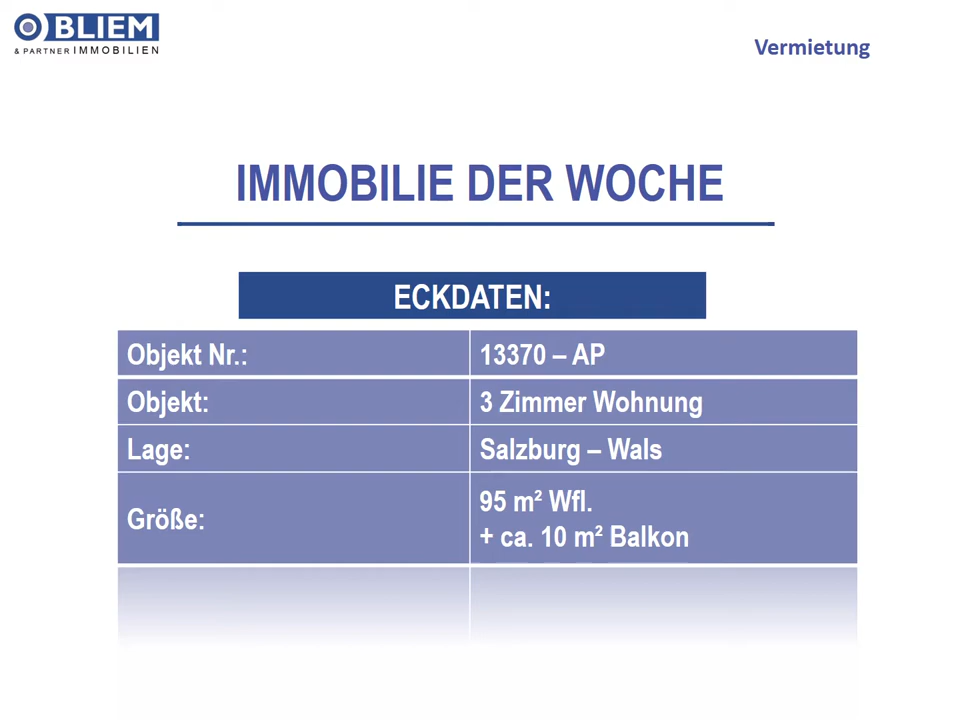 BLIEM
& PARTNER IMMOBILIEN
Vermietung
IMMOBILIE DER WOCHE
ECKDATEN:
Objekt Nr.: 13370 – AP
Objekt: 3 Zimmer Wohnung
Lage: Salzburg – Wals
Größe: 95 m² Wfl.
+ ca. 10 m² Balkon